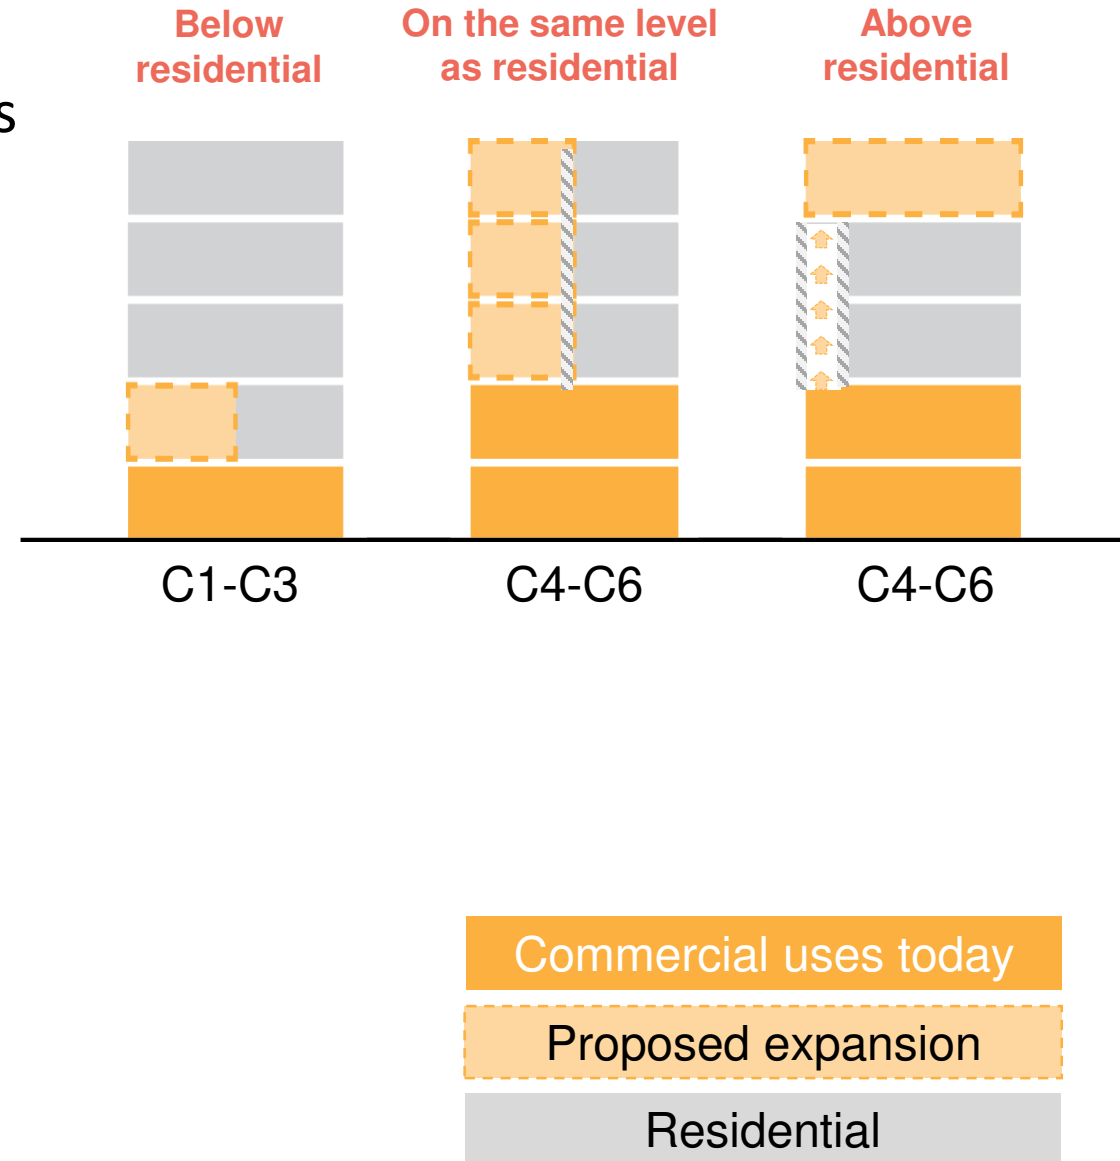 Below
residential
On the same level
as residential
Above
residential
s
C1-C3
C4-C6
C4-C6
Commercial uses today
Proposed expansion
Residential